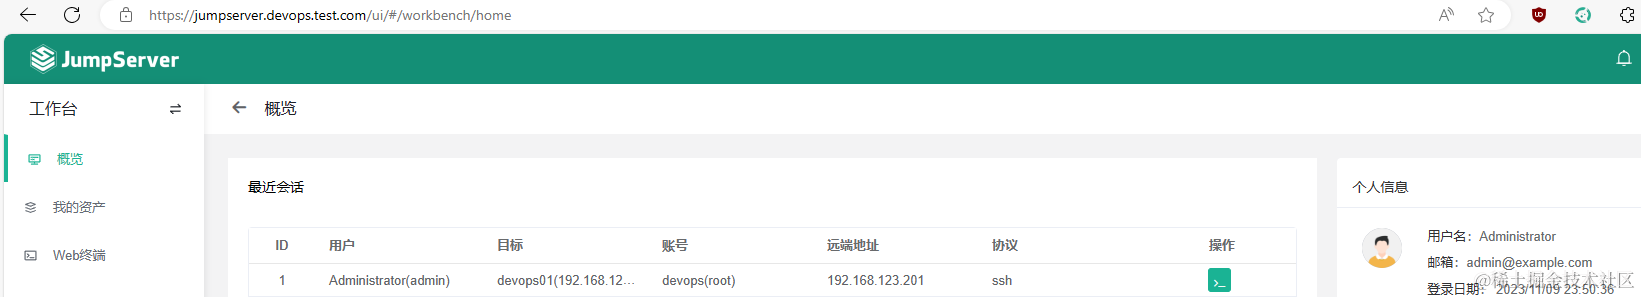 https://jumpserver.devops.test.com/ui/#/workbench/home
JumpServer
工作台
概览
概览
我的资产
Web终端
最近会话
ID 用户 目标 账号 远端地址 协议 操作
1 Administrator(admin) devops01(192.168.12... devops(root) 192.168.123.201 ssh
个人信息
用户名：Administrator
邮箱：admin@example.com
登录日期：2023/11/09 23:50:36
@稀土掘金技术社区